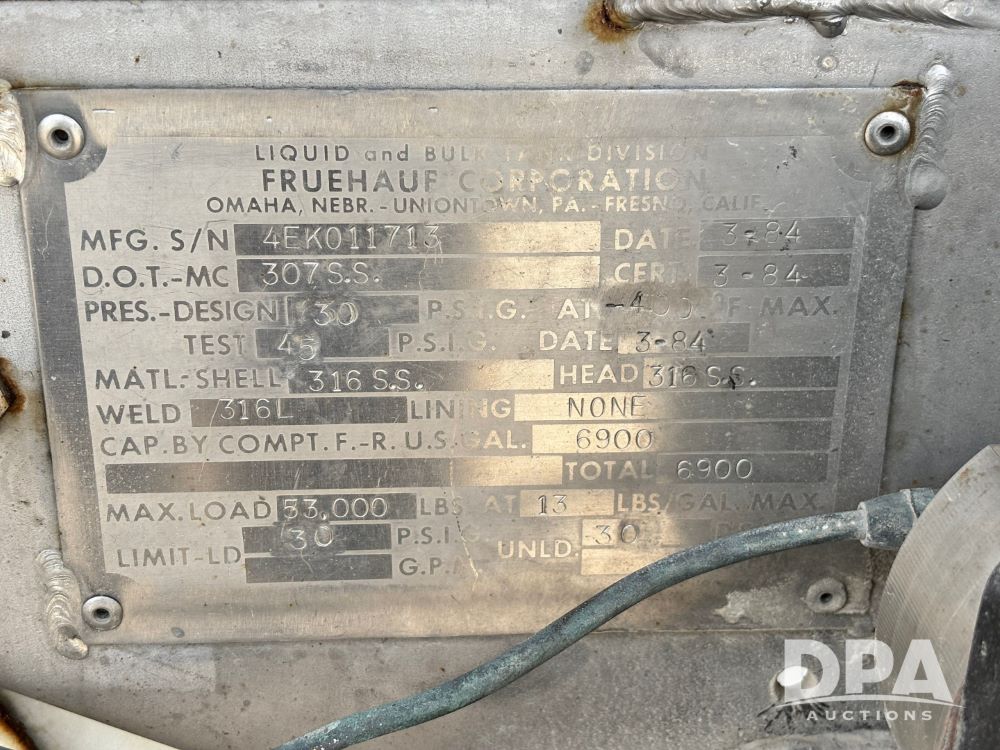 LIQUID and BULK TANK DIVISION
FRUEHAUF CORPORATION
OMAHA, NEBR. - UNIONTOWN, PA. - FRESNO, CALIF.
MFG. S/N 4EK011713 DATE 3-84
D.O.T.-MC 307 S.S. CERT. 3-84
PRES.-DESIGN 30 P.S.I.G. AT °F MAX.
TEST 45 P.S.I.G. DATE 3-84
MATL.-SHELL 316 S.S. HEAD 316 S.S.
WELD 316L LINING NONE
CAP. BY COMPT. F.-R. U.S. GAL. 6900
TOTAL 6900
MAX. LOAD 53,000 LBS. AT 13 LBS/GAL. MAX.
LIMIT-LD. 30 P.S.I.G. UNLD. 30
DPA
AUCTIONS